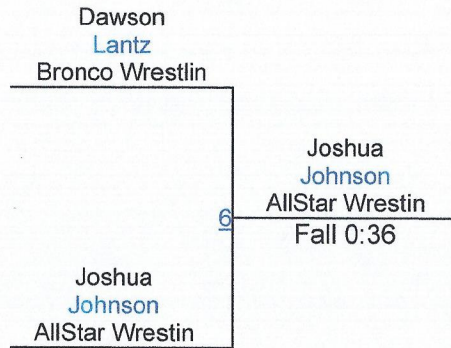 Dawson
Lantz
Bronco Wrestlin
Joshua
Johnson
AllStar Wrestin
6
Fall 0:36
Joshua
Johnson
AllStar Wrestin